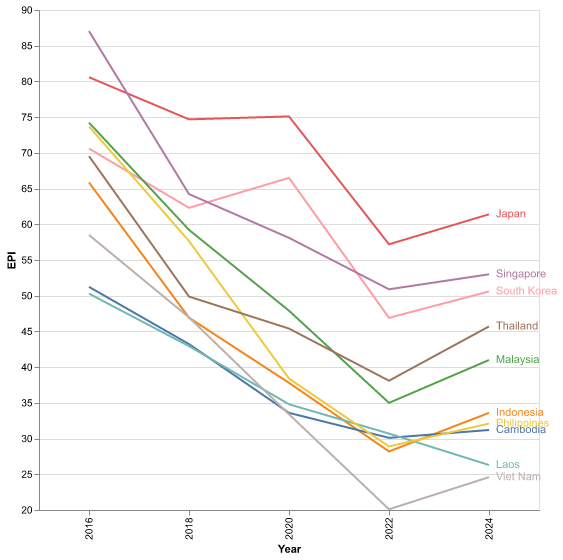 90
85
80
75
70
65
60
55
50
45
40
35
30
25
20
EPI
Japan
Singapore
South Korea
Thailand
Malaysia
Indonesia
Philippines
Cambodia
Laos
Viet Nam
2016
2018
2020
2022
2024
Year